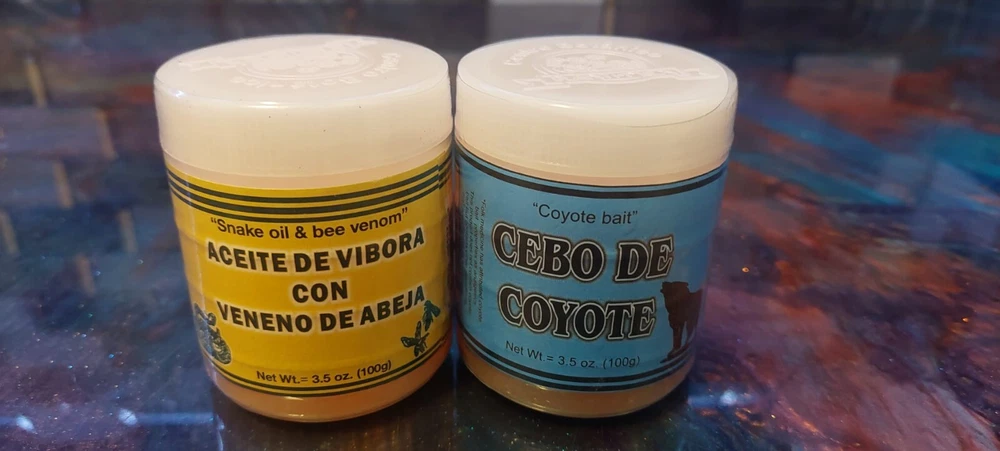 "Snake oil & bee venom"
ACEITE DE VIBORA
CON
VENENO DE ABEJA
Net Wt.= 3.5 oz. (100g)
"Coyote bait"
CEBO DE
COYOTE
Net Wt.= 3.5 oz. (100g)